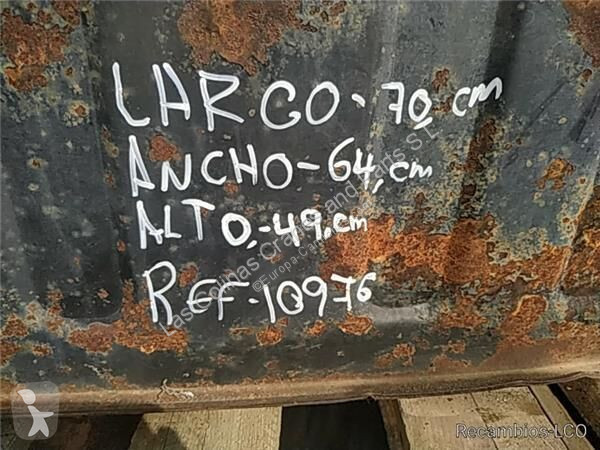 LARGO-70 cm
ANCHO-64, cm
ALTO,-49,cm
REF-10976
Recambios-LCO